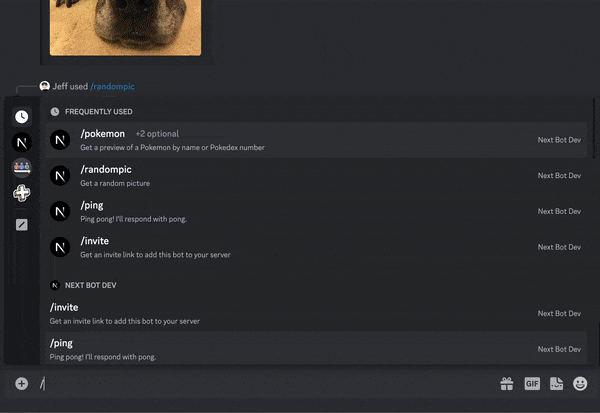 Jeff used /randompic
FREQUENTLY USED
/pokemon +2 optional
Get a preview of a Pokemon by name or Pokedex number
Next Bot Dev
/randompic
Get a random picture
Next Bot Dev
/ping
Ping pong! I'll respond with pong.
Next Bot Dev
/invite
Get an invite link to add this bot to your server
Next Bot Dev
NEXT BOT DEV
/invite
Get an invite link to add this bot to your server
Next Bot Dev
/ping
Ping pong! I'll respond with pong.
Next Bot Dev
/
GIF